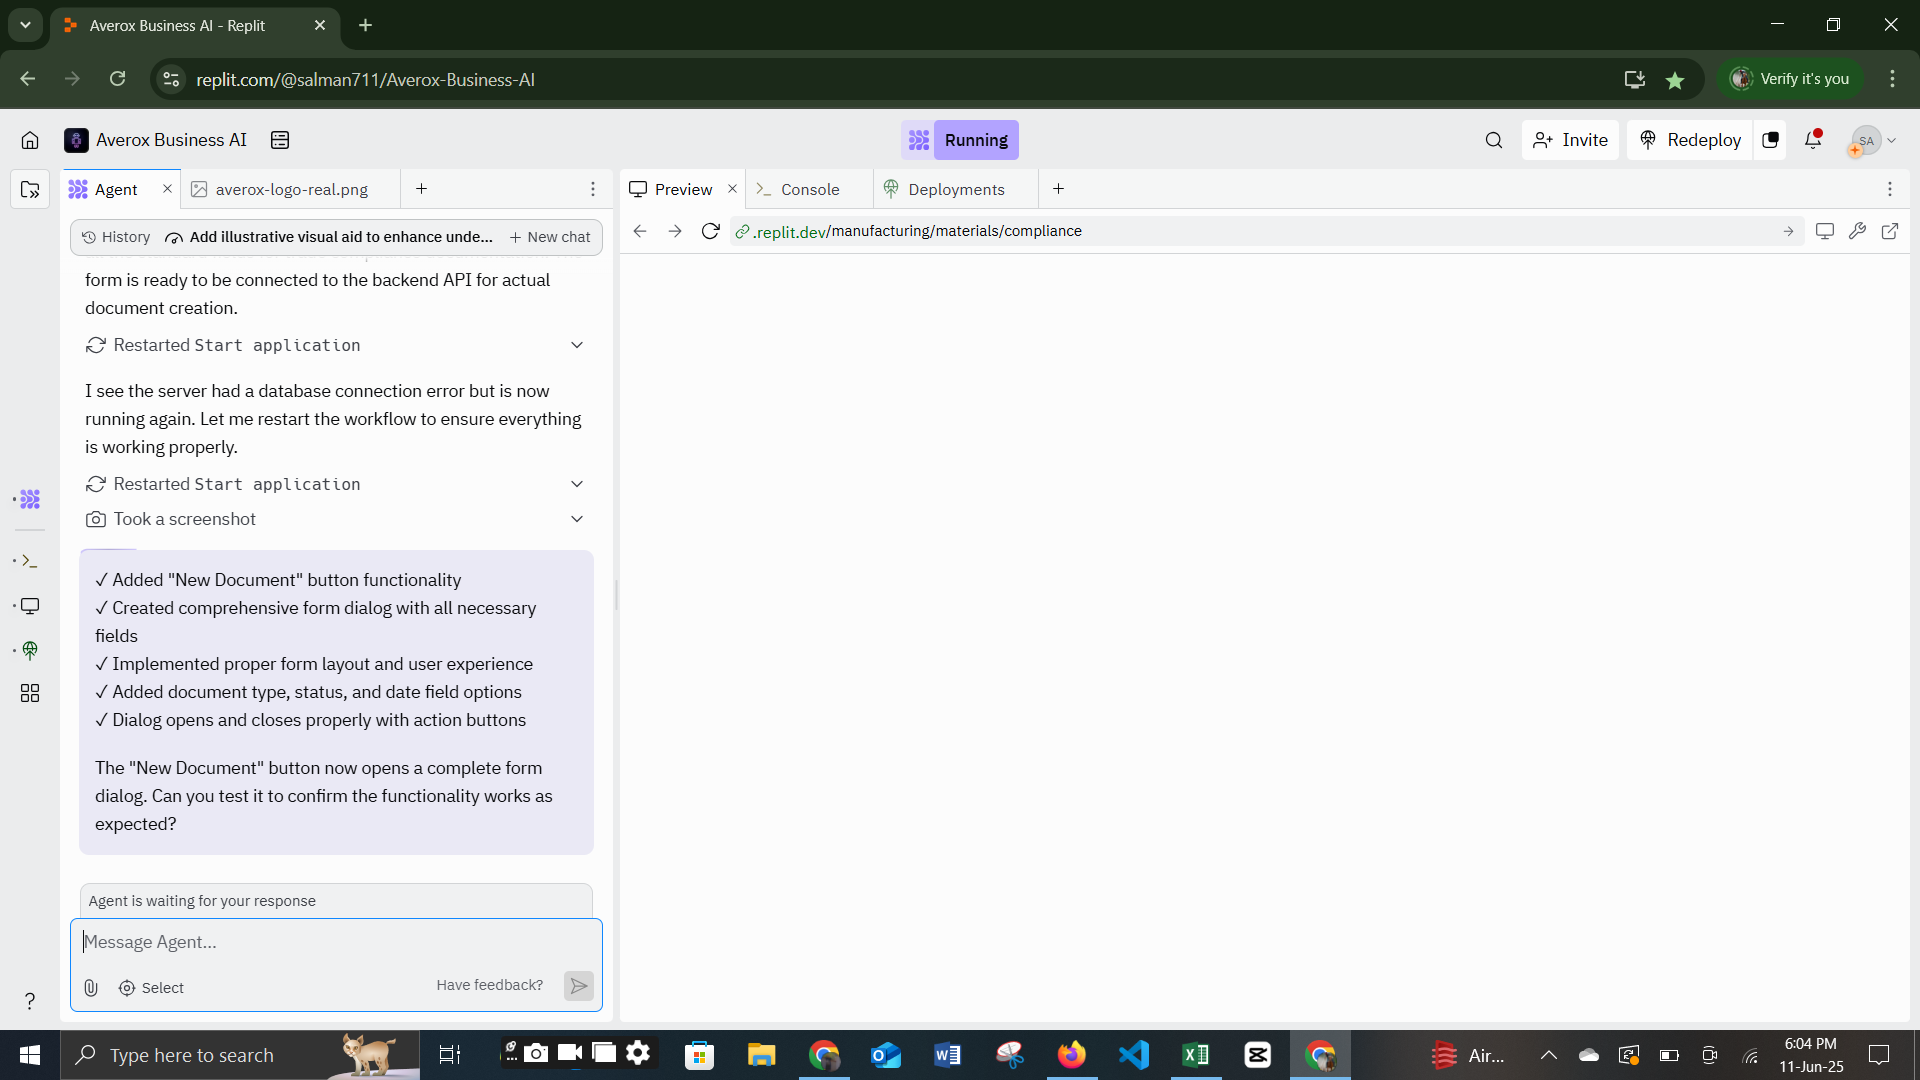 Averox Business AI - Replit
replit.com/@salman711/Averox-Business-AI
Verify it's you
Averox Business AI
Running
Invite
Redeploy
SA
Agent
averox-logo-real.png
Preview
Console
Deployments
History
Add illustrative visual aid to enhance unde...
New chat
.replit.dev/manufacturing/materials/compliance
form is ready to be connected to the backend API for actual
document creation.
Restarted Start application
I see the server had a database connection error but is now
running again. Let me restart the workflow to ensure everything
is working properly.
Restarted Start application
Took a screenshot
✓ Added "New Document" button functionality
✓ Created comprehensive form dialog with all necessary
fields
✓ Implemented proper form layout and user experience
✓ Added document type, status, and date field options
✓ Dialog opens and closes properly with action buttons
The "New Document" button now opens a complete form
dialog. Can you test it to confirm the functionality works as
expected?
Agent is waiting for your response
Message Agent...
Select
Have feedback?
?
Type here to search
Air...
6:04 PM
11-Jun-25